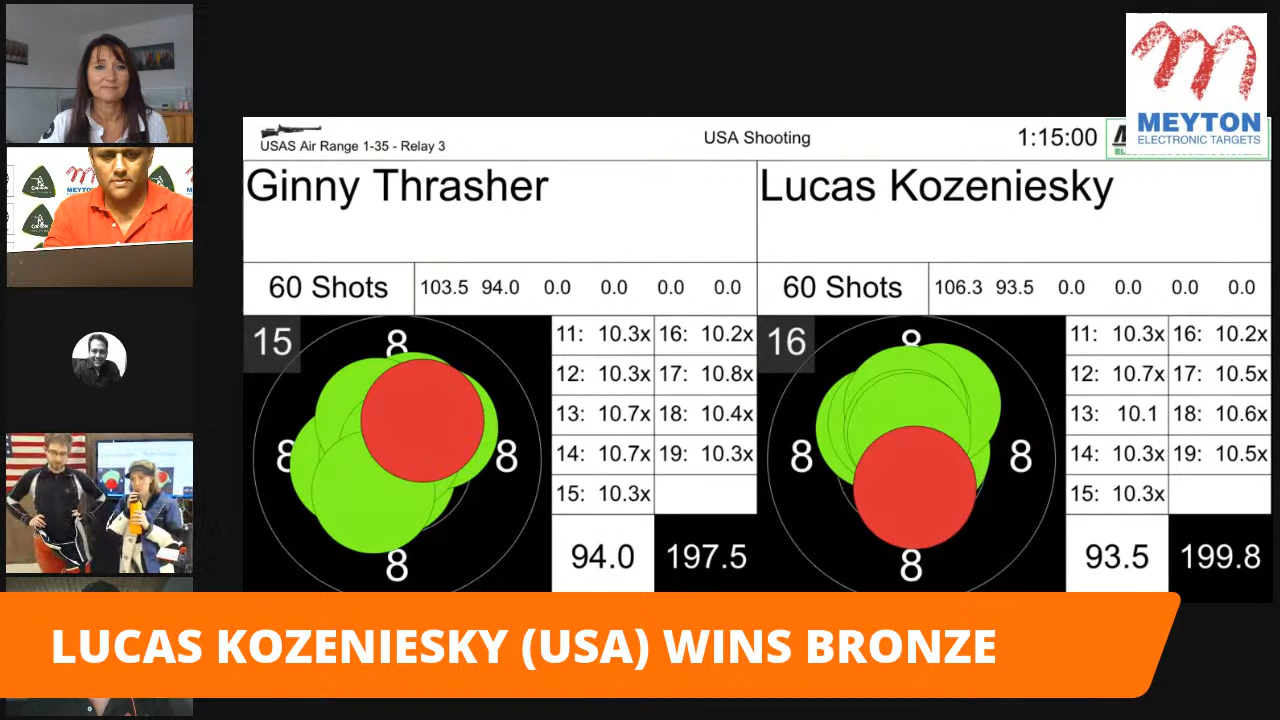 MEYTON
ELECTRONIC TARGETS
USAS Air Range 1-35 - Relay 3
USA Shooting
1:15:00
Ginny Thrasher
Lucas Kozeniesky
60 Shots
103.5 94.0 0.0 0.0 0.0 0.0
60 Shots
106.3 93.5 0.0 0.0 0.0 0.0
15
8
8
8
8
11: 10.3x 16: 10.2x
12: 10.3x 17: 10.8x
13: 10.7x 18: 10.4x
14: 10.7x 19: 10.3x
15: 10.3x
94.0
197.5
16
8
8
8
8
11: 10.3x 16: 10.2x
12: 10.7x 17: 10.5x
13: 10.1 18: 10.6x
14: 10.3x 19: 10.5x
15: 10.3x
93.5
199.8
LUCAS KOZENIESKY (USA) WINS BRONZE